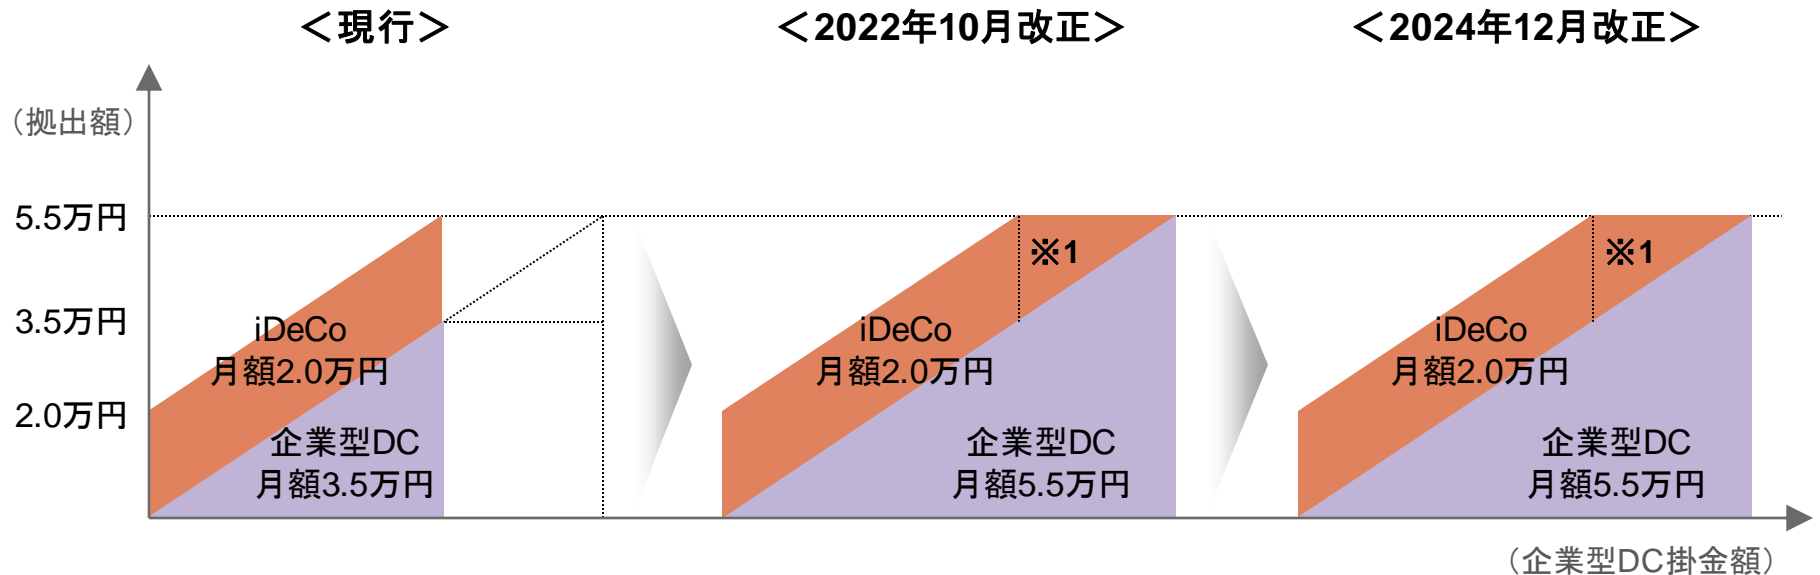 ＜現行＞
＜2022年10月改正＞
＜2024年12月改正＞
（拠出額）
5.5万円
3.5万円
2.0万円
iDeCo
月額2.0万円
企業型DC
月額3.5万円
※1
iDeCo
月額2.0万円
企業型DC
月額5.5万円
※1
iDeCo
月額2.0万円
企業型DC
月額5.5万円
（企業型DC掛金額）